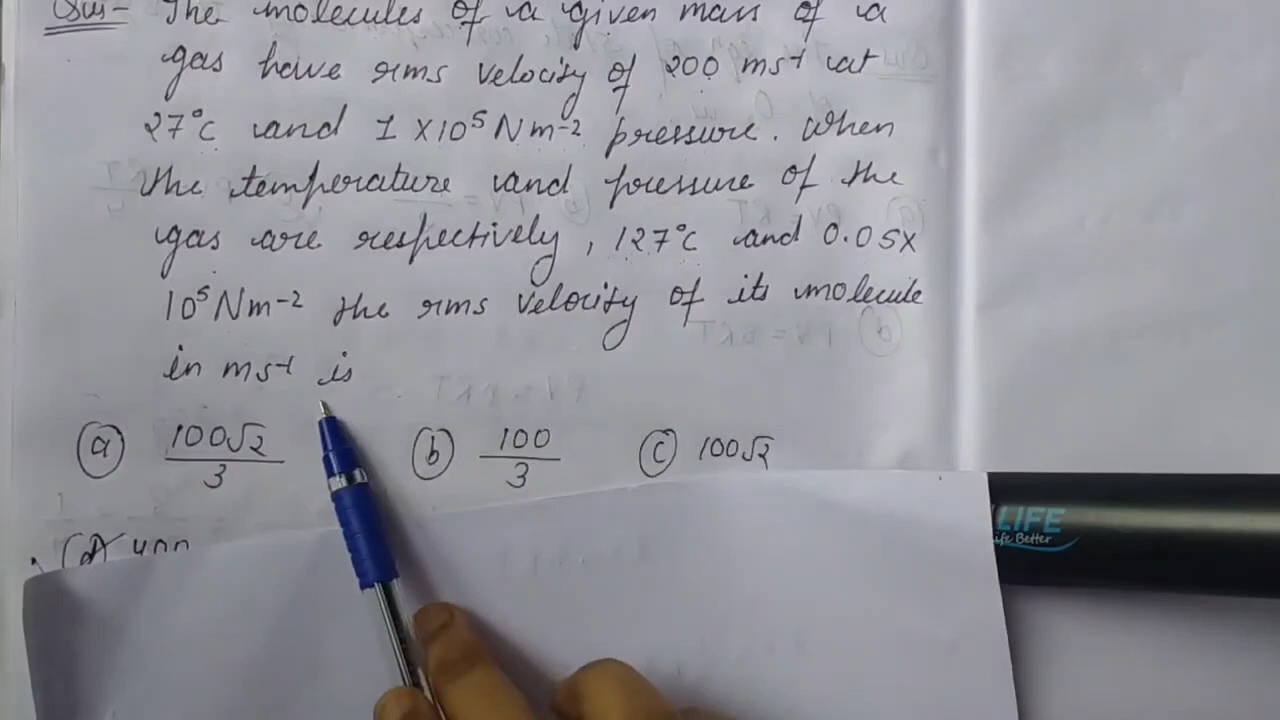 Qus- The molecules of a given mass of a
gas have rms velocity of 200 ms⁻¹ at
27°C and 1 X10⁵ Nm-2 pressure. When
the temperature and pressure of the
gas are respectively, 127°C and 0.05x
10⁵ Nm-2 the rms velocity of its molecule
in ms⁻¹ is
(a) 100√2/3 (b) 100/3 (c) 100√2
(d) 400
LIFE
Life Better